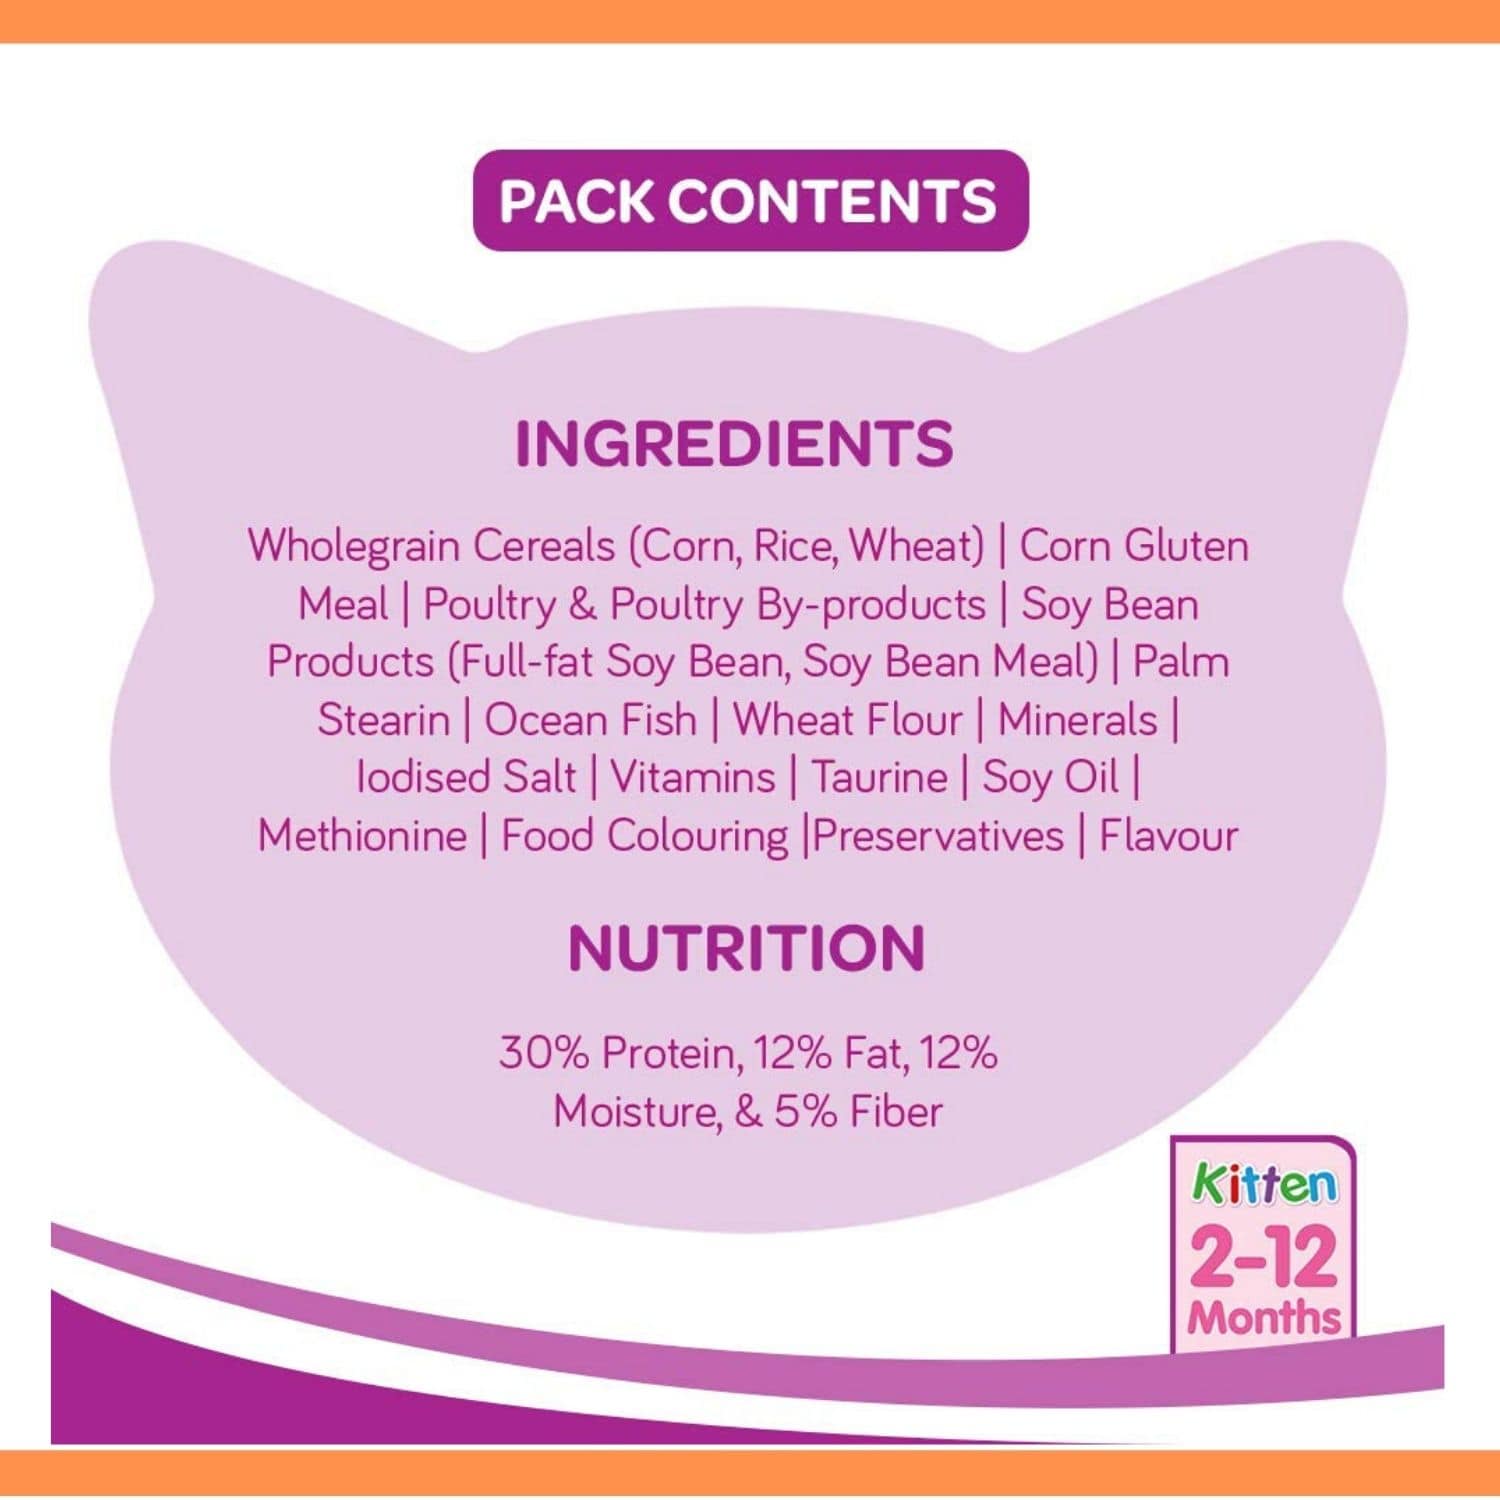 PACK CONTENTS
INGREDIENTS
Wholegrain Cereals (Corn, Rice, Wheat) | Corn Gluten
Meal | Poultry & Poultry By-products | Soy Bean
Products (Full-fat Soy Bean, Soy Bean Meal) | Palm
Stearin | Ocean Fish | Wheat Flour | Minerals |
Iodised Salt | Vitamins | Taurine | Soy Oil |
Methionine | Food Colouring |Preservatives | Flavour
NUTRITION
30% Protein, 12% Fat, 12%
Moisture, & 5% Fiber
Kitten
2-12
Months